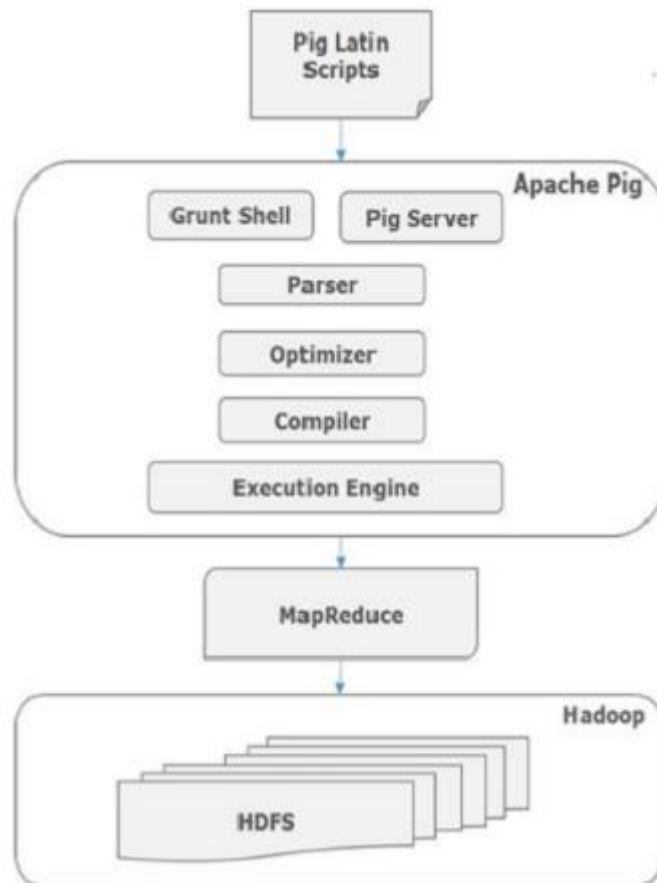 Pig Latin
Scripts
Apache Pig
Grunt Shell
Pig Server
Parser
Optimizer
Compiler
Execution Engine
MapReduce
Hadoop
HDFS